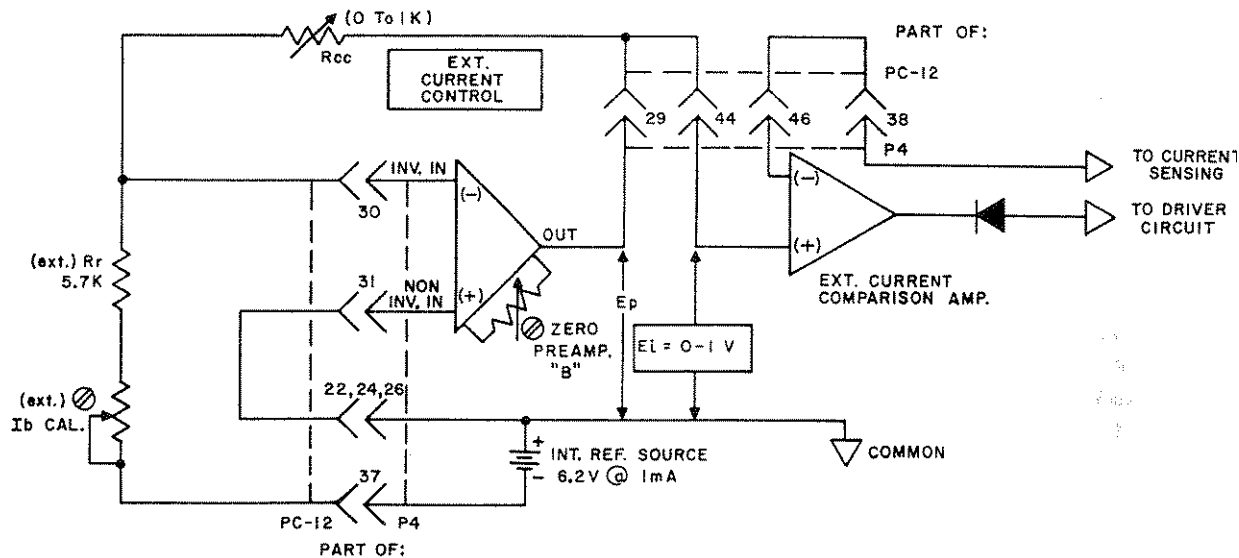 (0 To 1K)
Rcc
EXT.
CURRENT
CONTROL
PART OF:
PC-12
29
44
46
38
P4
TO CURRENT
SENSING
INV. IN
(-)
30
OUT
(-)
TO DRIVER
CIRCUIT
(ext.) Rr
5.7K
31
NON
INV. IN
(+)
(+)
EXT. CURRENT
COMPARISON AMP.
Ep
ZERO
PREAMP.
"B"
Ei = 0-1 V
22,24,26
(ext.)
Ib CAL.
+
INT. REF. SOURCE
-
6.2V @ 1mA
COMMON
37
PC-12
P4
PART OF: